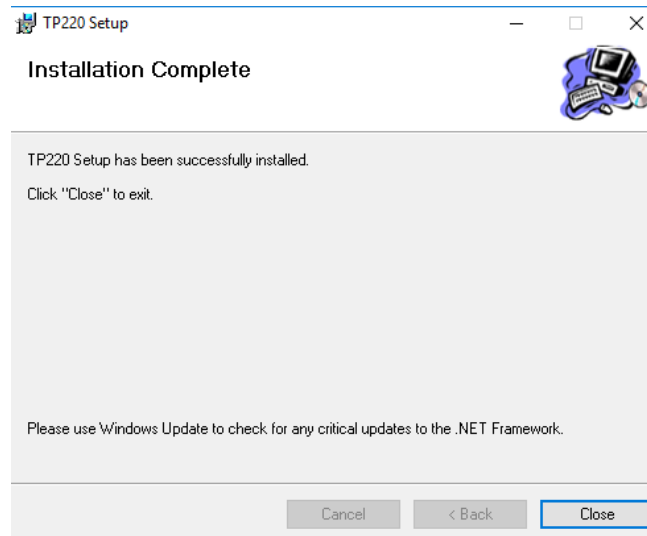 TP220 Setup
Installation Complete
TP220 Setup has been successfully installed.
Click "Close" to exit.
Please use Windows Update to check for any critical updates to the .NET Framework.
Cancel
< Back
Close